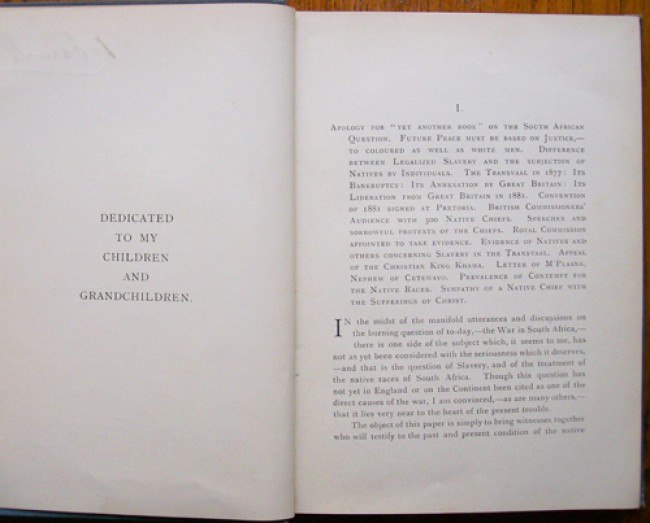 DEDICATED
TO MY
CHILDREN
AND
GRANDCHILDREN.
I.
APOLOGY FOR "YET ANOTHER BOOK" ON THE SOUTH AFRICAN
QUESTION. FUTURE PEACE MUST BE BASED ON JUSTICE,—
TO COLOURED AS WELL AS WHITE MEN. DIFFERENCE
BETWEEN LEGALIZED SLAVERY AND THE SUBJECTION OF
NATIVES BY INDIVIDUALS. THE TRANSVAAL IN 1877: ITS
BANKRUPTCY: ITS ANNEXATION BY GREAT BRITAIN: ITS
LIBERATION FROM GREAT BRITAIN IN 1881. CONVENTION
OF 1881 SIGNED AT PRETORIA. BRITISH COMMISSIONERS'
AUDIENCE WITH 300 NATIVE CHIEFS. SPEECHES AND
SORROWFUL PROTESTS OF THE CHIEFS. ROYAL COMMISSION
APPOINTED TO TAKE EVIDENCE. EVIDENCE OF NATIVES AND
OTHERS CONCERNING SLAVERY IN THE TRANSVAAL. APPEAL
OF THE CHRISTIAN KING KHAMA. LETTER OF M'PLAANK,
NEPHEW OF CETEWAYO. PREVALENCE OF CONTEMPT FOR
THE NATIVE RACES. SYMPATHY OF A NATIVE CHIEF WITH
THE SUFFERINGS OF CHRIST.
IN the midst of the manifold utterances and discussions on
the burning question of to-day,—the War in South Africa,—
there is one side of the subject which, it seems to me, has
not as yet been considered with the seriousness which it deserves,
—and that is the question of Slavery, and of the treatment of
the native races of South Africa. Though this question has
not yet in England or on the Continent been cited as one of the
direct causes of the war, I am convinced,—as are many others,—
that it lies very near to the heart of the present trouble.
The object of this paper is simply to bring witnesses together
who will testify to the past and present condition of the native